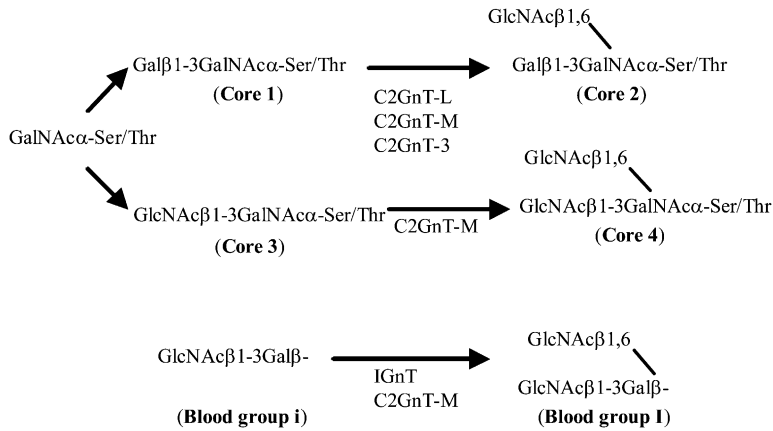 GlcNAcβ1,6
Galβ1-3GalNAcα-Ser/Thr
Galβ1-3GalNAcα-Ser/Thr
(Core 1)
(Core 2)
C2GnT-L
C2GnT-M
C2GnT-3
GalNAcα-Ser/Thr
GlcNAcβ1,6
GlcNAcβ1-3GalNAcα-Ser/Thr
GlcNAcβ1-3GalNAcα-Ser/Thr
C2GnT-M
(Core 3)
(Core 4)
GlcNAcβ1,6
GlcNAcβ1-3Galβ-
IGnT
C2GnT-M
GlcNAcβ1-3Galβ-
(Blood group i)
(Blood group I)